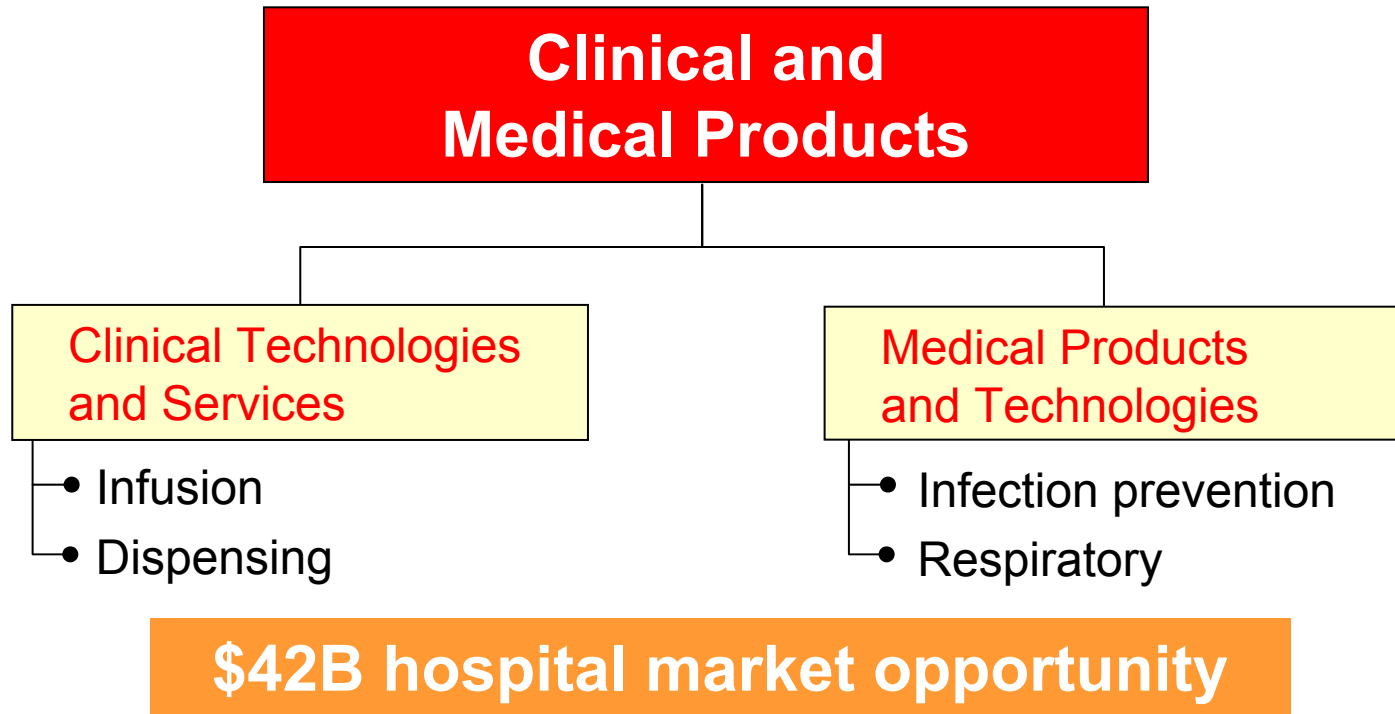 Clinical and
Medical Products
Clinical Technologies
and Services
• Infusion
• Dispensing
Medical Products
and Technologies
• Infection prevention
• Respiratory
$42B hospital market opportunity